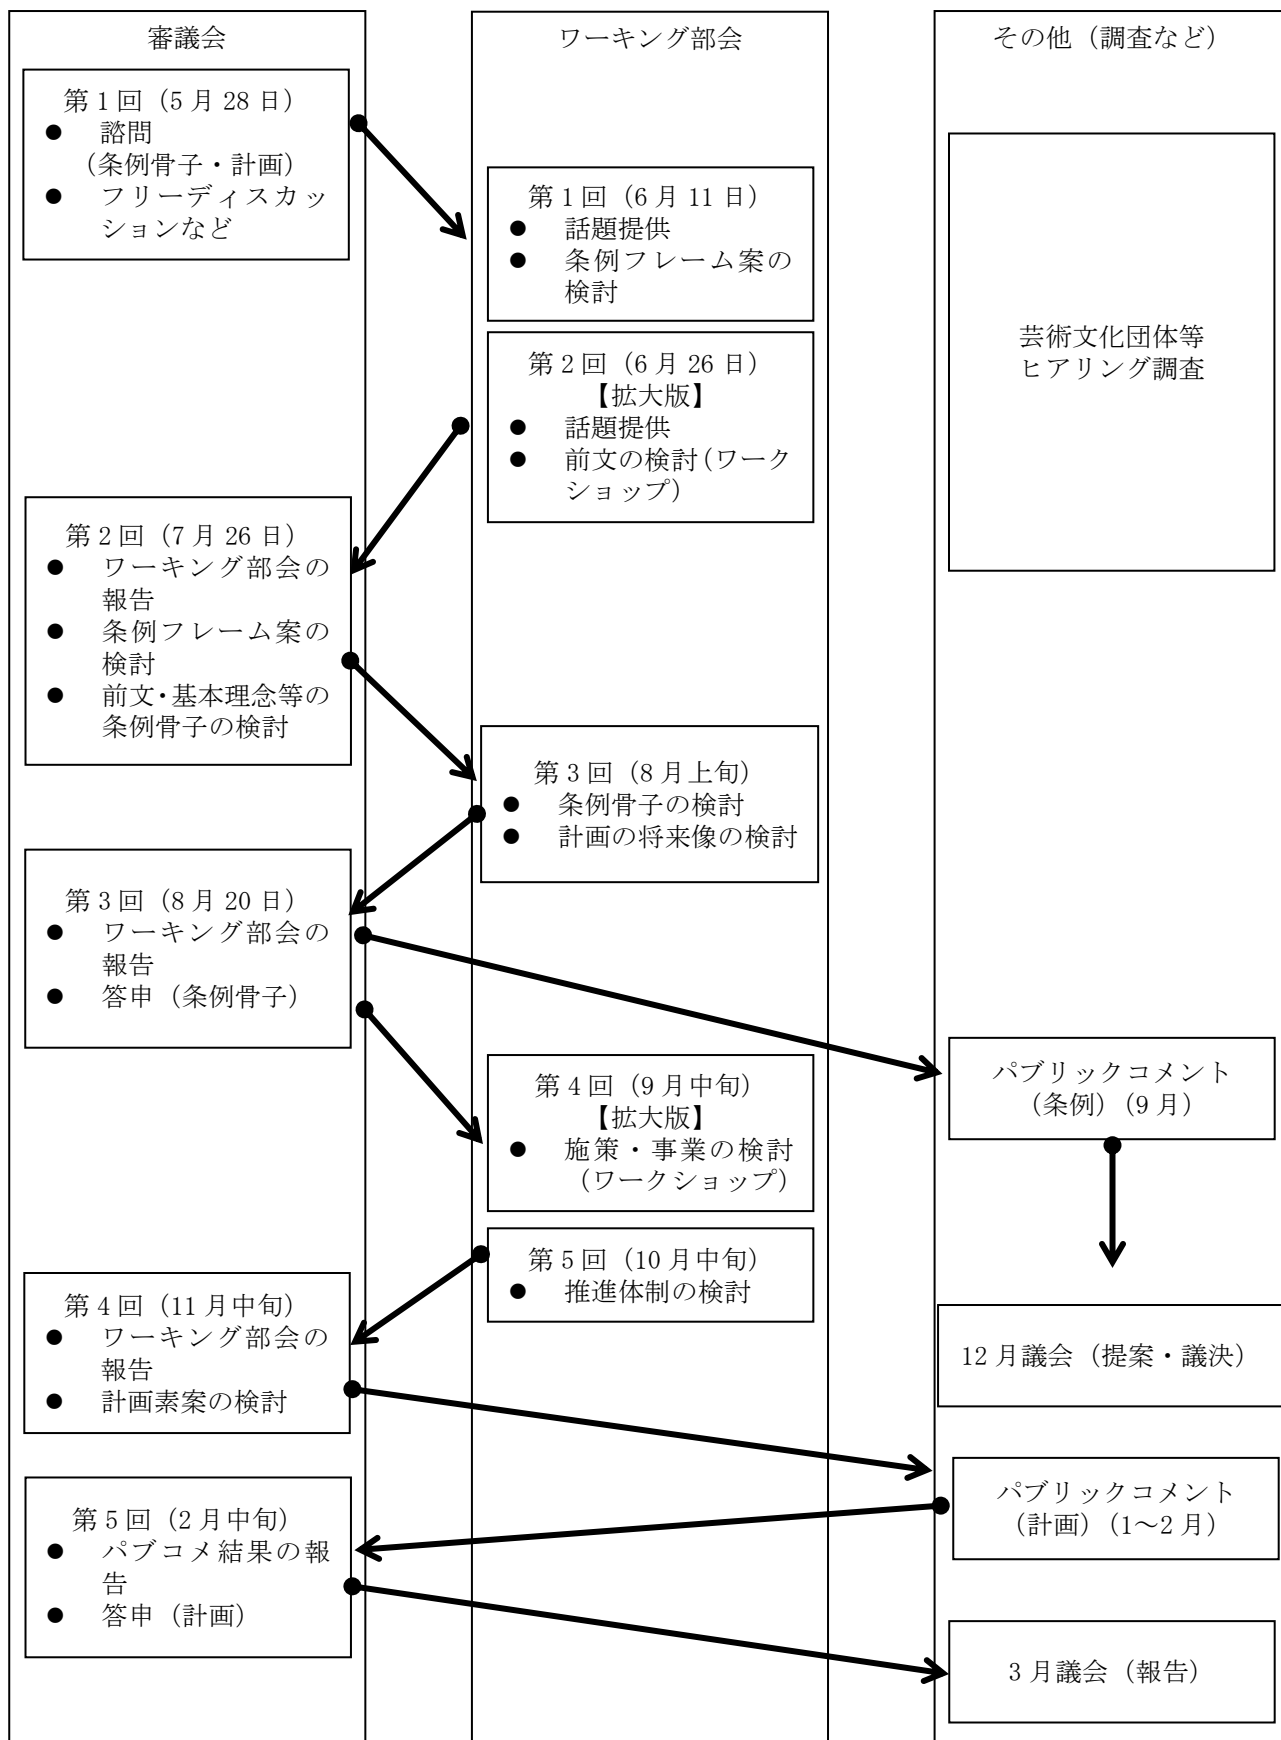 審議会
第1回（5月28日）
● 諮問
（条例骨子・計画）
● フリーディスカッ
ションなど
第2回（7月26日）
● ワーキング部会の
報告
● 条例フレーム案の
検討
● 前文・基本理念等の
条例骨子の検討
第3回（8月20日）
● ワーキング部会の
報告
● 答申（条例骨子）
第4回（11月中旬）
● ワーキング部会の
報告
● 計画素案の検討
第5回（2月中旬）
● パブコメ結果の報
告
● 答申（計画）
ワーキング部会
第1回（6月11日）
● 話題提供
● 条例フレーム案の
検討
第2回（6月26日）
【拡大版】
● 話題提供
● 前文の検討（ワーク
ショップ）
第3回（8月上旬）
● 条例骨子の検討
● 計画の将来像の検討
第4回（9月中旬）
【拡大版】
● 施策・事業の検討
（ワークショップ）
第5回（10月中旬）
● 推進体制の検討
その他（調査など）
芸術文化団体等
ヒアリング調査
パブリックコメント
（条例）（9月）
12月議会（提案・議決）
パブリックコメント
（計画）（1～2月）
3月議会（報告）